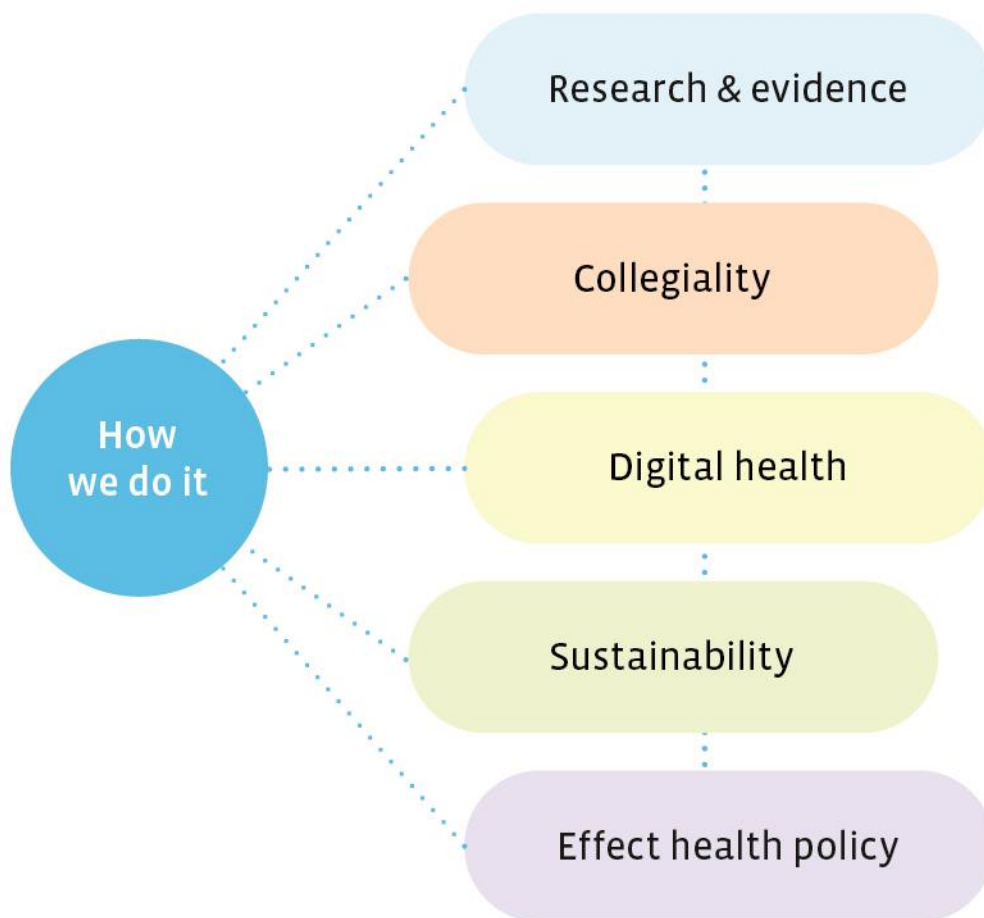 Research & evidence
Collegiality
How
we do it
Digital health
Sustainability
Effect health policy